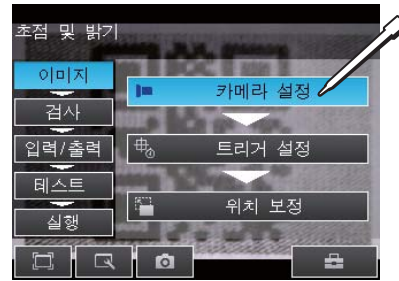 초점 및 밝기
이미지
카메라 설정
검사
입력/출력
트리거 설정
테스트
위치 보정
실행